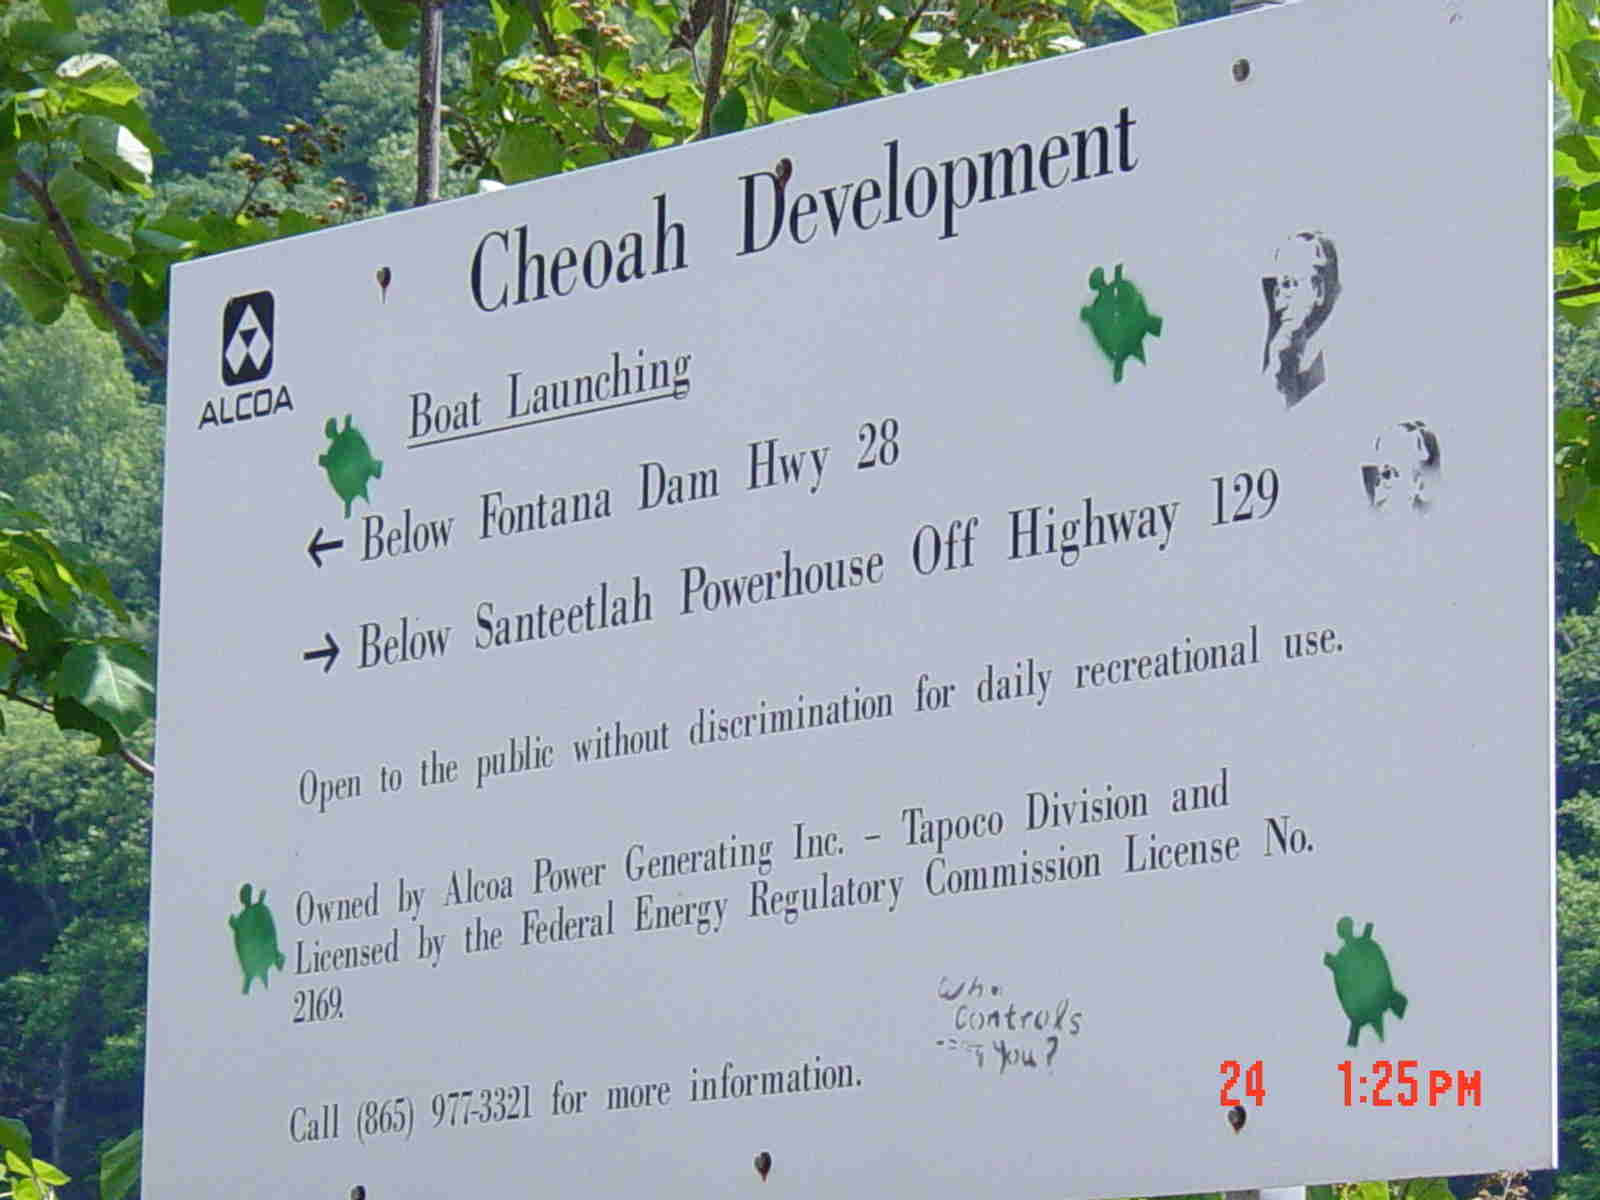 Cheoah Development
ALCOA
Boat Launching
← Below Fontana Dam Hwy 28
→ Below Santeetlah Powerhouse Off Highway 129
Open to the public without discrimination for daily recreational use.
Owned by Alcoa Power Generating Inc. – Tapoco Division and
Licensed by the Federal Energy Regulatory Commission License No.
2169.
Call (865) 977-3321 for more information.
Who
Controls
You?
24 1:25PM